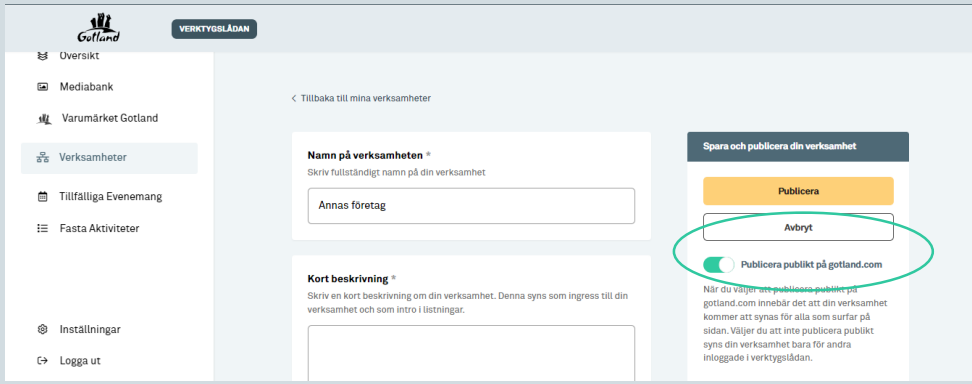 Gotland
VERKTYGSLÅDAN
Översikt
Mediabank
Varumärket Gotland
Verksamheter
Tillfälliga Evenemang
Fasta Aktiviteter
Inställningar
Logga ut
< Tillbaka till mina verksamheter
Namn på verksamheten *
Skriv fullständigt namn på din verksamhet
Annas företag
Kort beskrivning *
Skriv en kort beskrivning om din verksamhet. Denna syns som ingress till din
verksamhet och som intro i listningar.
Spara och publicera din verksamhet
Publicera
Avbryt
Publicera publikt på gotland.com
När du väljer att publicera publikt på
gotland.com innebär det att din verksamhet
kommer att synas för alla som surfar på
sidan. Väljer du att inte publicera publikt
syns din verksamhet bara för andra
inloggade i verktygslådan.